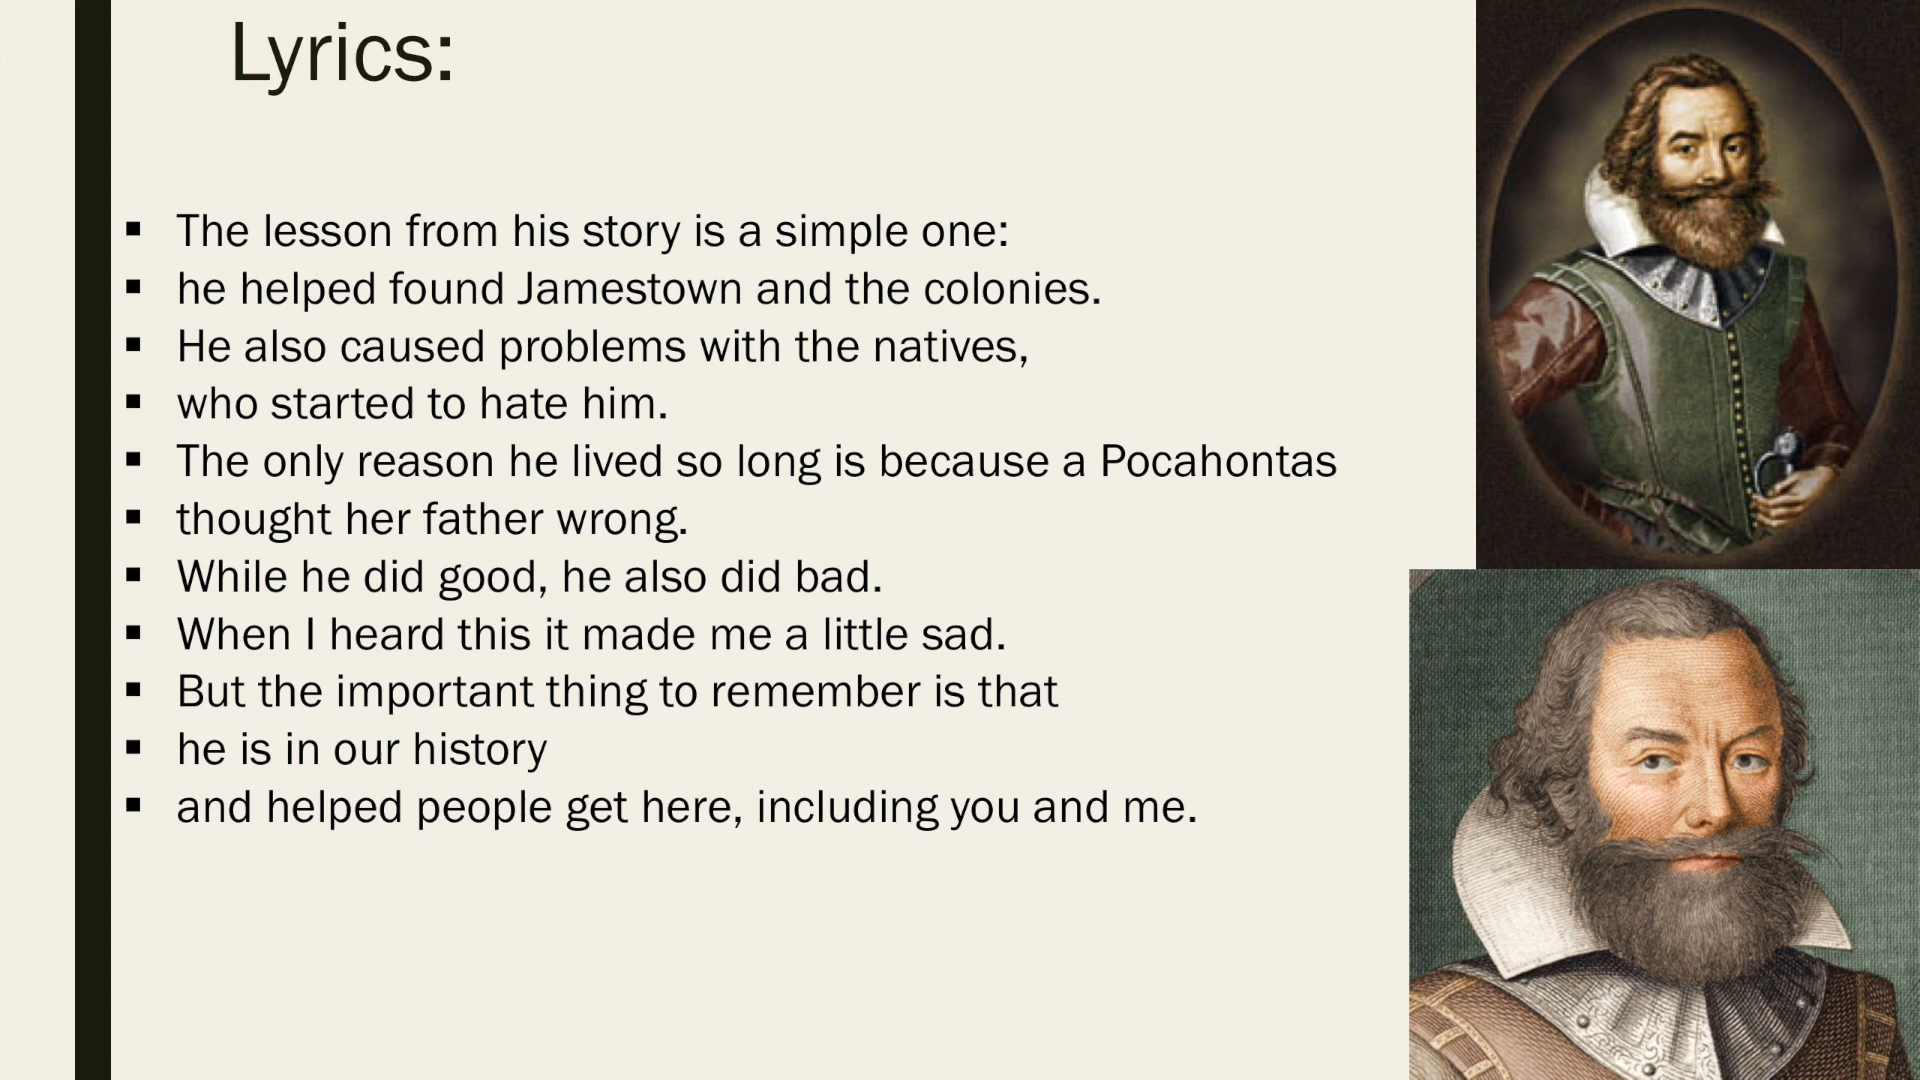 Lyrics:
▪ The lesson from his story is a simple one:
▪ he helped found Jamestown and the colonies.
▪ He also caused problems with the natives,
▪ who started to hate him.
▪ The only reason he lived so long is because a Pocahontas
▪ thought her father wrong.
▪ While he did good, he also did bad.
▪ When I heard this it made me a little sad.
▪ But the important thing to remember is that
▪ he is in our history
▪ and helped people get here, including you and me.